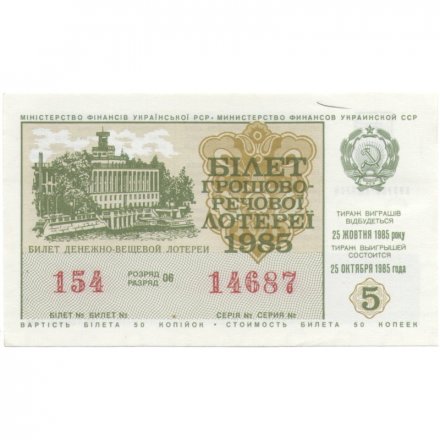 МІНІСТЕРСТВО ФІНАНСІВ УКРАЇНСЬКОЇ РСР • МИНИСТЕРСТВО ФИНАНСОВ УКРАИНСКОЙ ССР
БІЛЕТ
ГРОШОВО-
РЕЧОВОЇ
ЛОТЕРЕЇ
1985
БИЛЕТ ДЕНЕЖНО-ВЕЩЕВОЙ ЛОТЕРЕИ
ТИРАЖ ВИГРАШІВ
ВІДБУДЕТЬСЯ
25 ЖОВТНЯ 1985 року
ТИРАЖ ВЫИГРЫШЕЙ
СОСТОИТСЯ
25 ОКТЯБРЯ 1985 года
154 РОЗРЯД РАЗРЯД 06 14687
5
БІЛЕТ № БИЛЕТ № СЕРІЯ № СЕРИЯ №
ВАРТІСТЬ БІЛЕТА 50 КОПІЙОК • СТОИМОСТЬ БИЛЕТА 50 КОПЕЕК